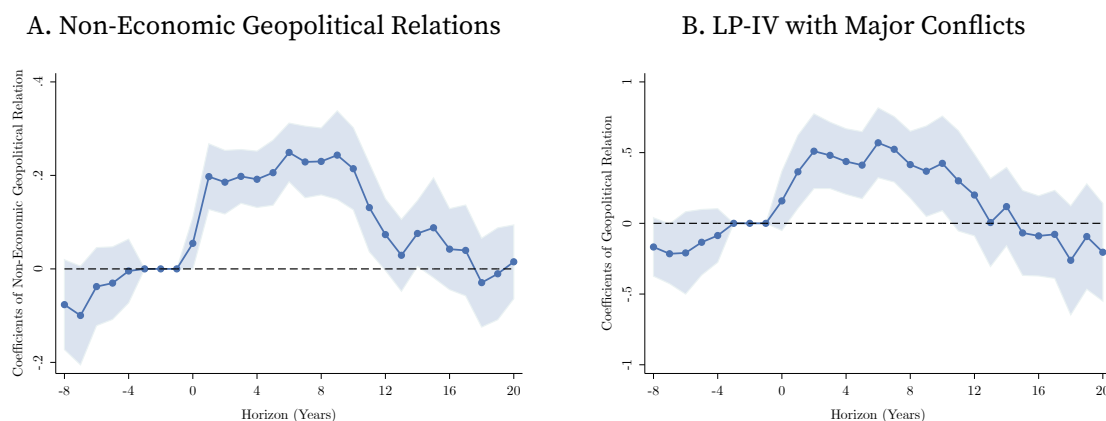 A. Non-Economic Geopolitical Relations
Coefficients of Non-Economic Geopolitical Relation
.4
.2
0
-.2
-8 -4 0 4 8 12 16 20
Horizon (Years)
B. LP-IV with Major Conflicts
Coefficients of Geopolitical Relation
1
.5
0
-.5
-1
-8 -4 0 4 8 12 16 20
Horizon (Years)